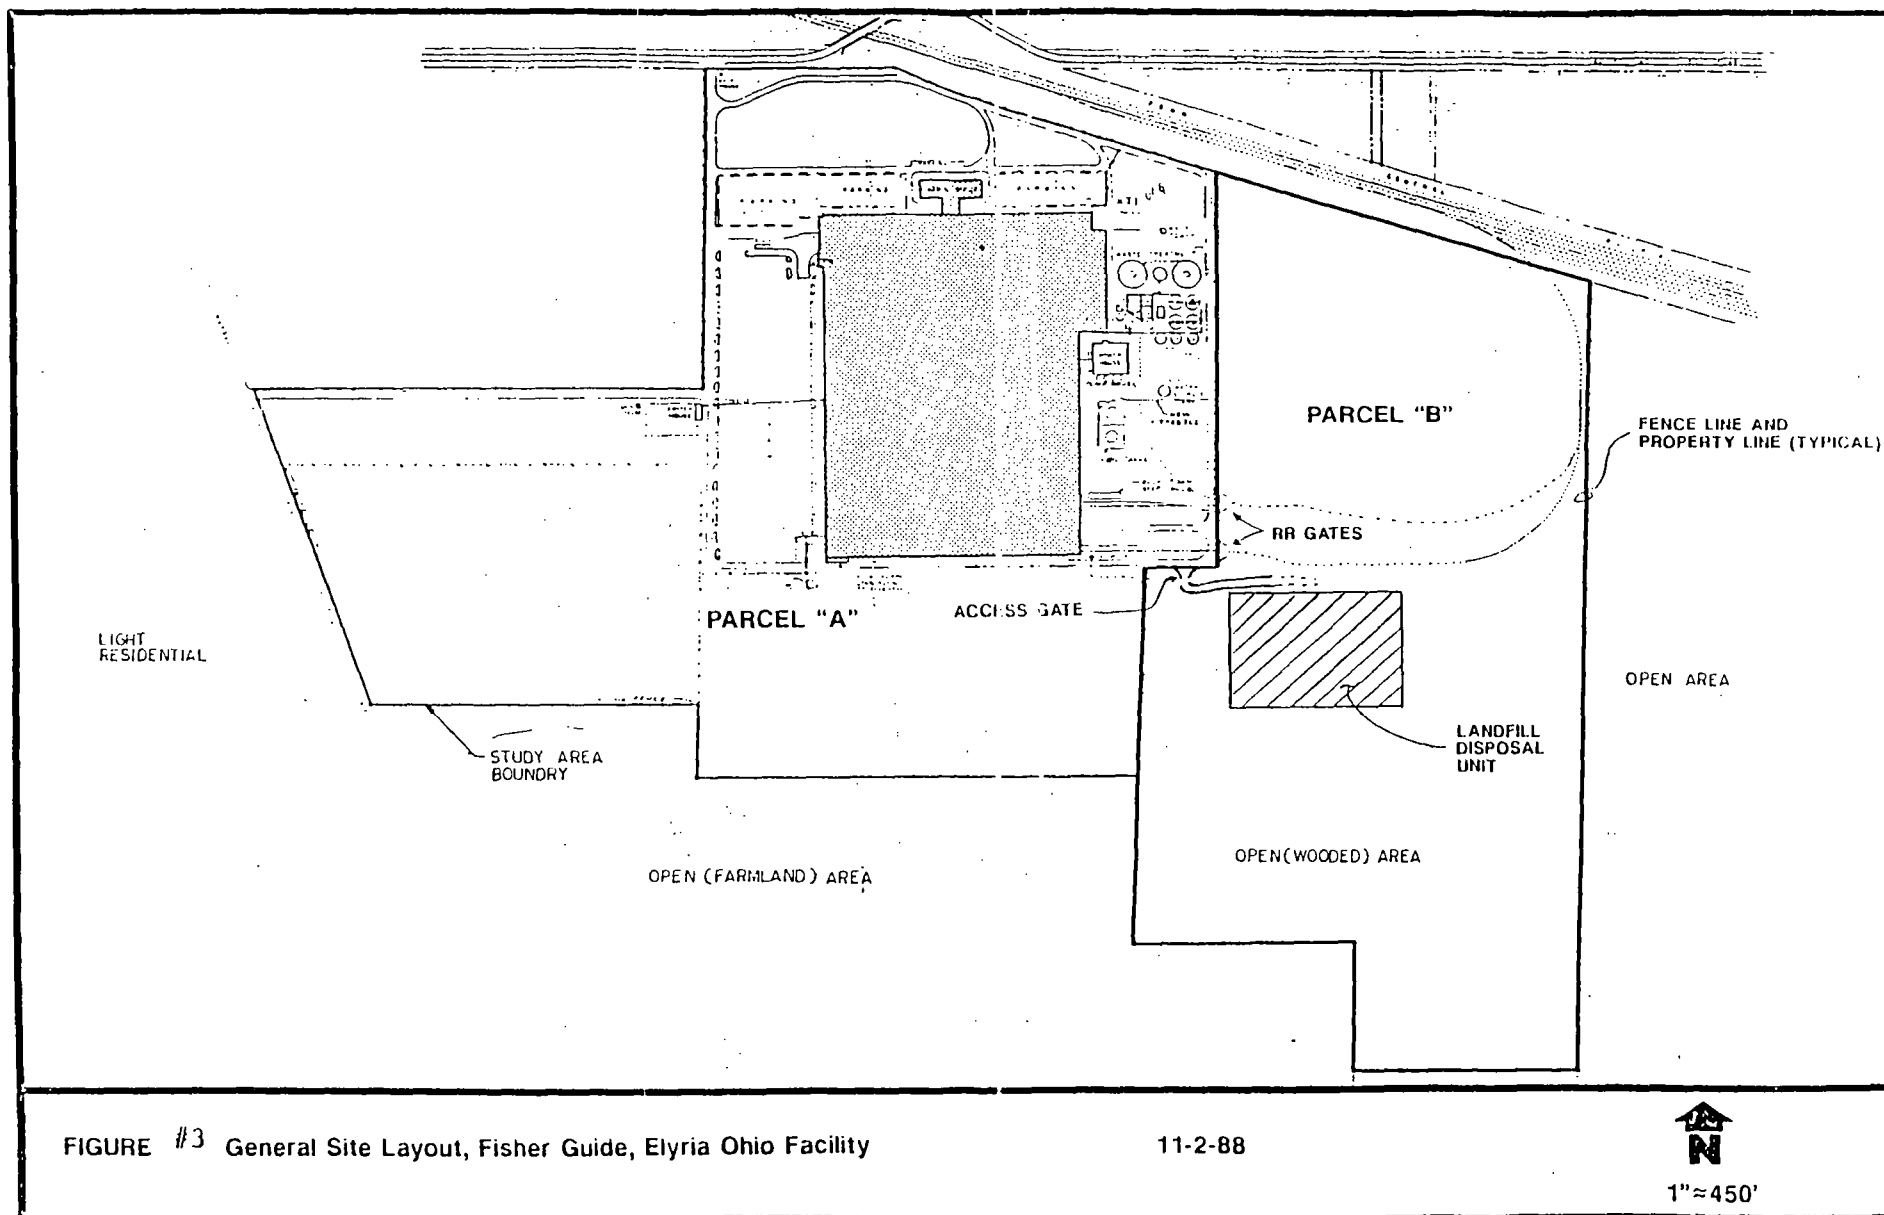 PARCEL "B"
FENCE LINE AND
PROPERTY LINE (TYPICAL)
RR GATES
ACCESS GATE
PARCEL "A"
LIGHT
RESIDENTIAL
OPEN AREA
LANDFILL
DISPOSAL
UNIT
STUDY AREA
BOUNDRY
OPEN (WOODED) AREA
OPEN (FARMLAND) AREA
FIGURE #3 General Site Layout, Fisher Guide, Elyria Ohio Facility
11-2-88
N
1"≈450'